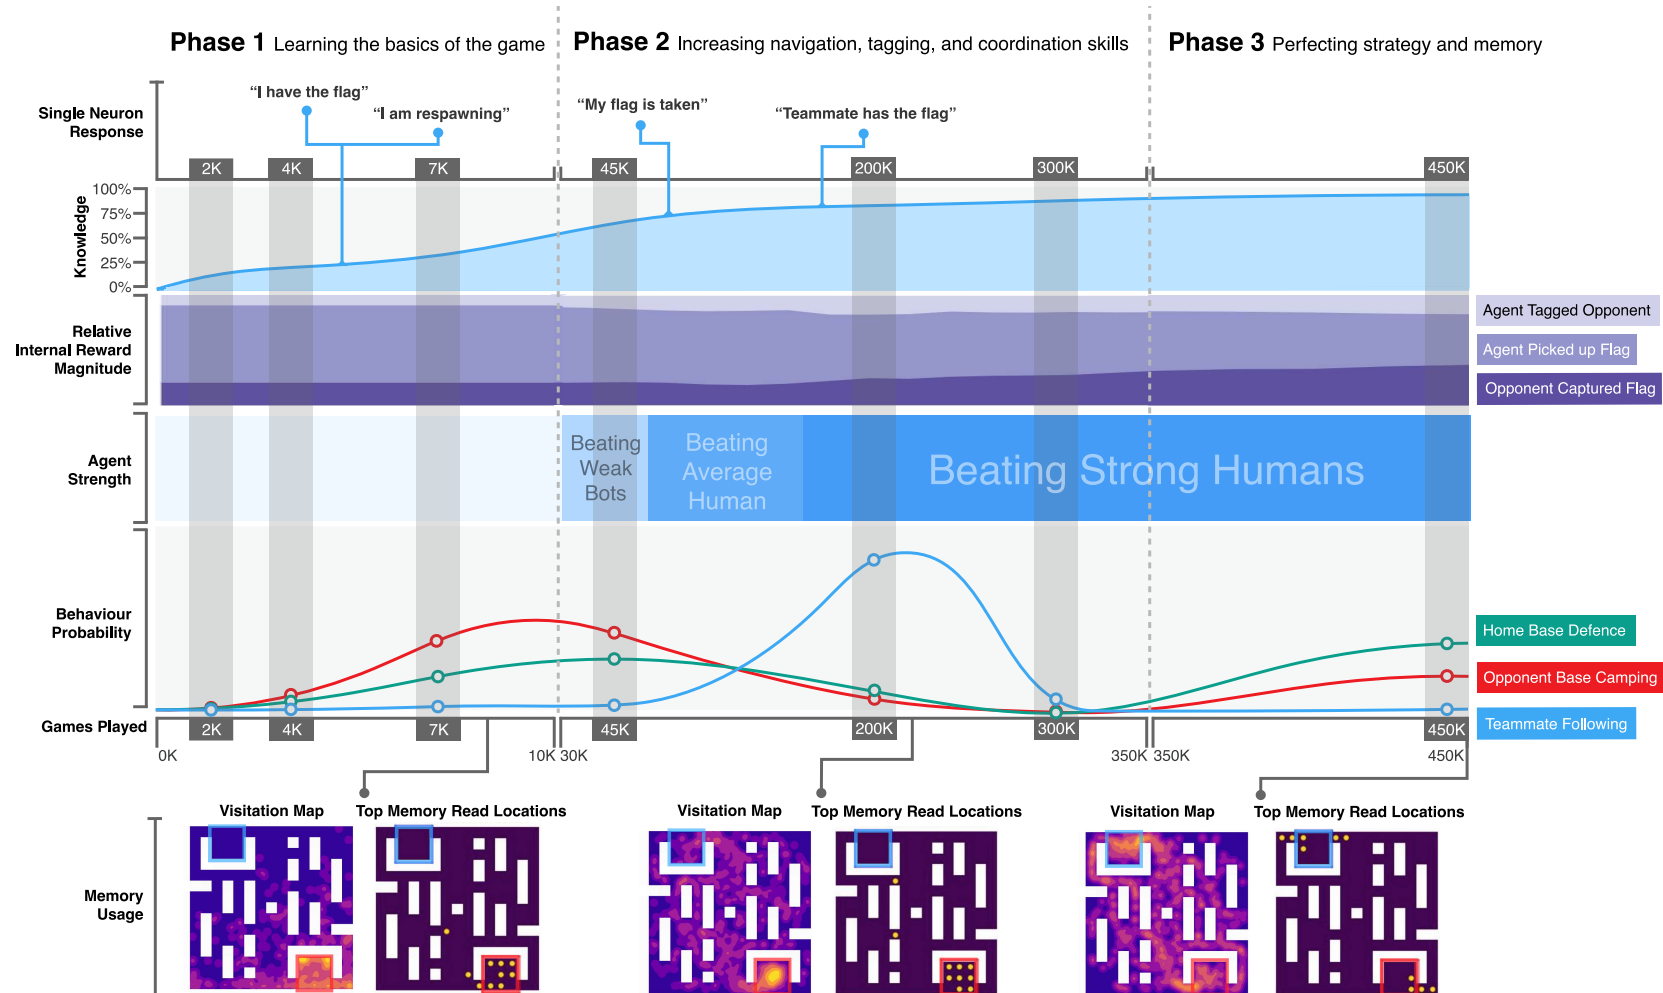 Phase 1 Learning the basics of the game
Phase 2 Increasing navigation, tagging, and coordination skills
Phase 3 Perfecting strategy and memory
Single Neuron
Response
“I have the flag”
“I am respawning”
“My flag is taken”
“Teammate has the flag”
2K
4K
7K
45K
200K
300K
450K
Knowledge
100%
75%
50%
25%
0%
Relative
Internal Reward
Magnitude
Agent Tagged Opponent
Agent Picked up Flag
Opponent Captured Flag
Agent
Strength
Beating
Weak
Bots
Beating
Average
Human
Beating Strong Humans
Behaviour
Probability
Home Base Defence
Opponent Base Camping
Teammate Following
Games Played
2K
4K
7K
45K
200K
300K
450K
0K
10K
30K
350K
350K
450K
Visitation Map
Top Memory Read Locations
Visitation Map
Top Memory Read Locations
Visitation Map
Top Memory Read Locations
Memory
Usage